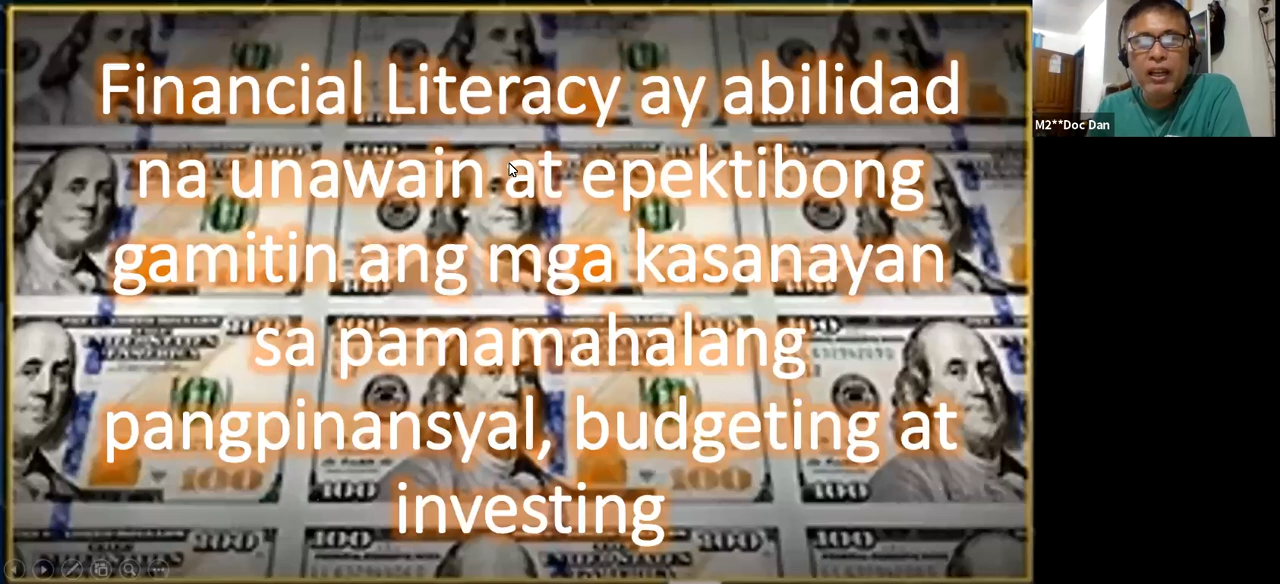 Financial Literacy ay abilidad
na unawain at epektibong
gamitin ang mga kasanayan
sa pamamahalang
pangpinansyal, budgeting at
investing
M2**Doc Dan